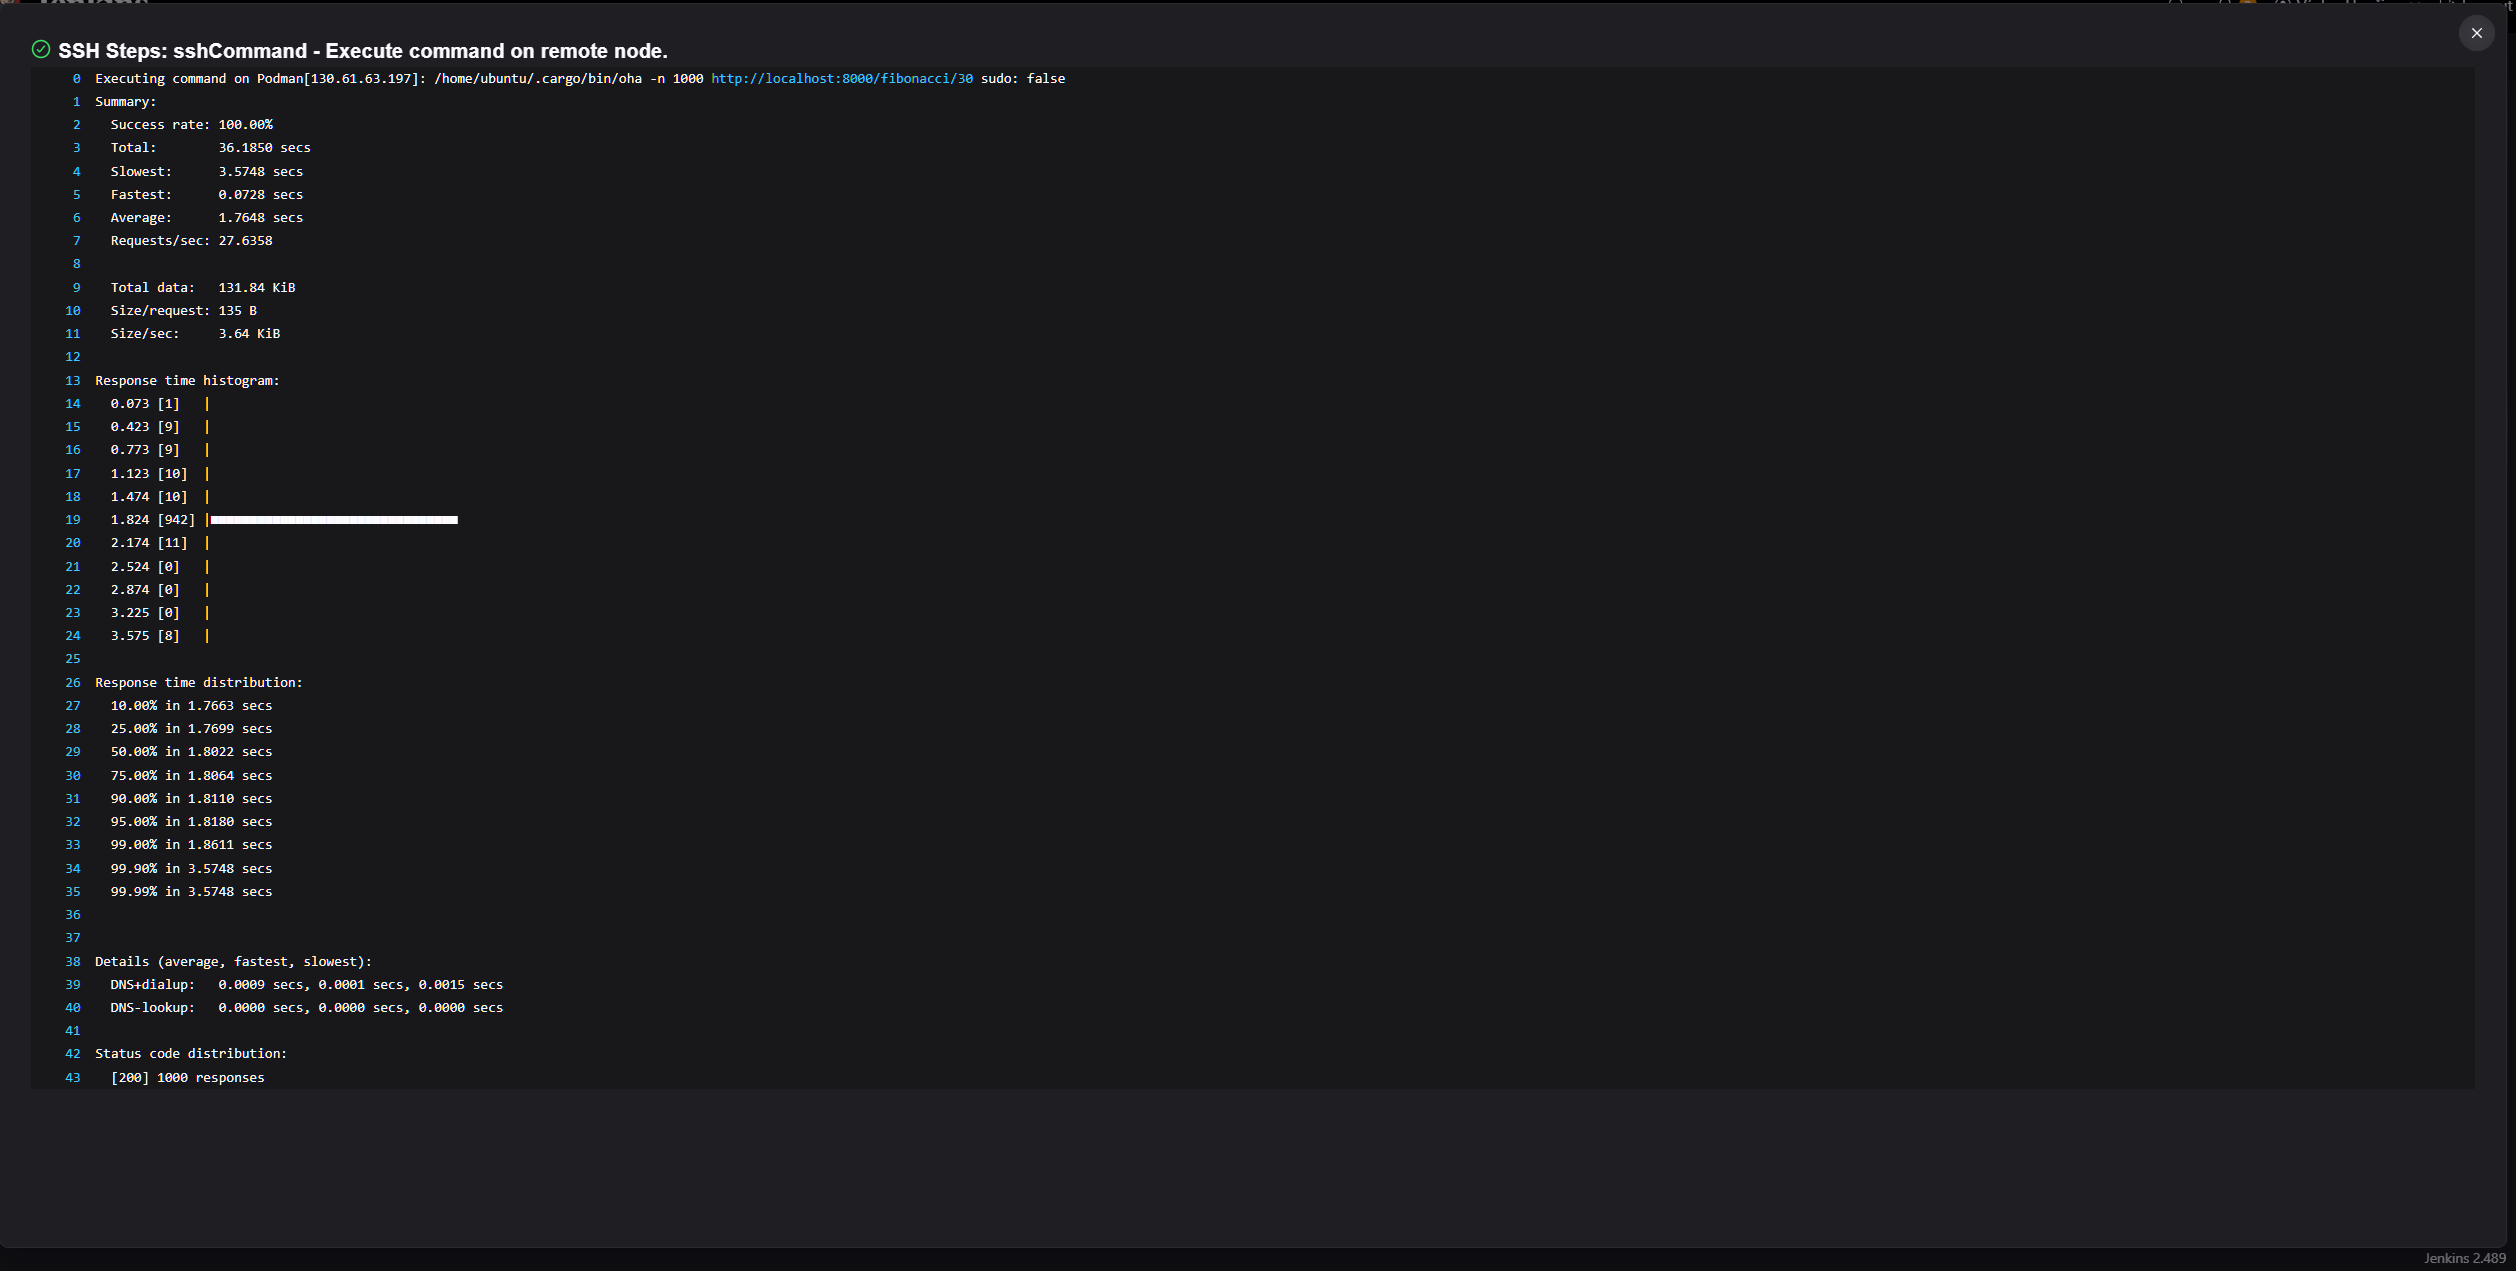 SSH Steps: sshCommand - Execute command on remote node.
0 Executing command on Podman[130.61.63.197]: /home/ubuntu/.cargo/bin/oha -n 1000 http://localhost:8000/fibonacci/30 sudo: false
1 Summary:
2 Success rate: 100.00%
3 Total: 36.1850 secs
4 Slowest: 3.5748 secs
5 Fastest: 0.0728 secs
6 Average: 1.7648 secs
7 Requests/sec: 27.6358
8
9 Total data: 131.84 KiB
10 Size/request: 135 B
11 Size/sec: 3.64 KiB
12
13 Response time histogram:
14 0.073 [1] |
15 0.423 [9] |
16 0.773 [9] |
17 1.123 [10] |
18 1.474 [10] |
19 1.824 [942] |■■■■■■■■■■■■■■■■■■■■■■■■■■■■■■■■
20 2.174 [11] |
21 2.524 [0] |
22 2.874 [0] |
23 3.225 [0] |
24 3.575 [8] |
25
26 Response time distribution:
27 10.00% in 1.7663 secs
28 25.00% in 1.7699 secs
29 50.00% in 1.8022 secs
30 75.00% in 1.8064 secs
31 90.00% in 1.8110 secs
32 95.00% in 1.8180 secs
33 99.00% in 1.8611 secs
34 99.90% in 3.5748 secs
35 99.99% in 3.5748 secs
36
37
38 Details (average, fastest, slowest):
39 DNS+dialup: 0.0009 secs, 0.0001 secs, 0.0015 secs
40 DNS-lookup: 0.0000 secs, 0.0000 secs, 0.0000 secs
41
42 Status code distribution:
43 [200] 1000 responses
Jenkins 2.489